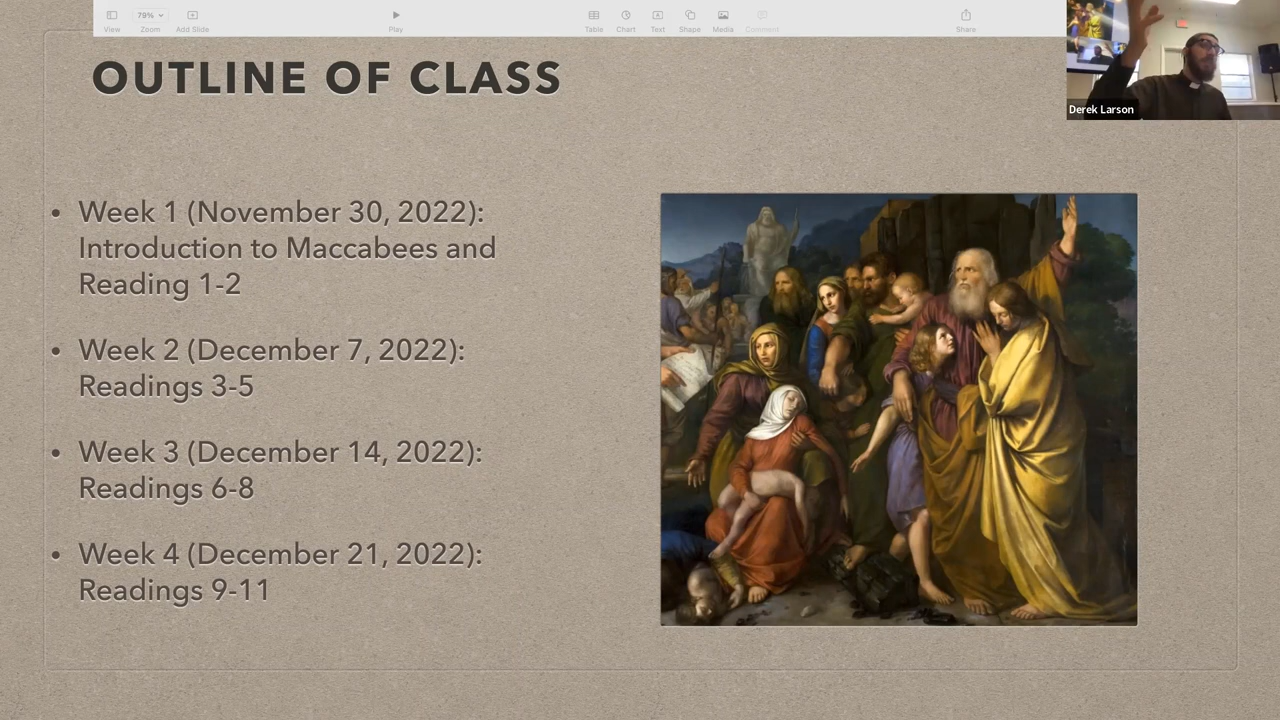 79%
View
Zoom
Add Slide
Play
Table
Chart
Text
Shape
Media
Comment
Share
Derek Larson
OUTLINE OF CLASS
• Week 1 (November 30, 2022):
Introduction to Maccabees and
Reading 1-2
• Week 2 (December 7, 2022):
Readings 3-5
• Week 3 (December 14, 2022):
Readings 6-8
• Week 4 (December 21, 2022):
Readings 9-11